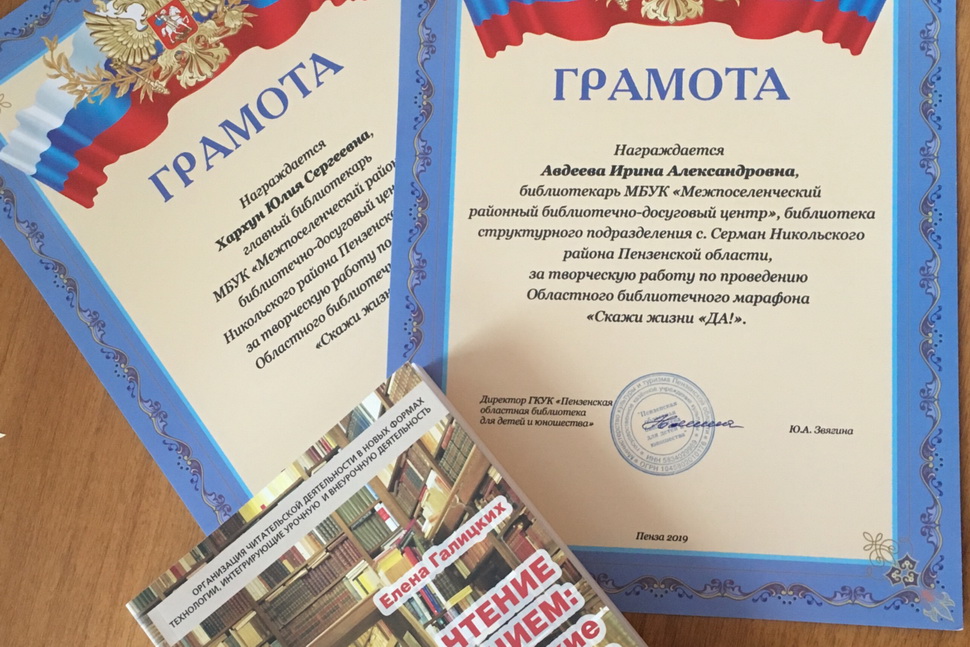 ГРАМОТА
Награждается
Хархун Юлия Сергеевна,
главный библиотекарь
МБУК «Межпоселенческий
библиотечно-досуговый
Никольского района
за творческую работу по
Областного
«Скажи
ГРАМОТА
Награждается
Авдеева Ирина Александровна,
библиотекарь МБУК «Межпоселенческий
районный библиотечно-досуговый центр», библиотека
структурного подразделения с. Серман Никольского
района Пензенской области,
за творческую работу по проведению
Областного библиотечного марафона
«Скажи жизни «ДА!».
Директор ГКУК «Пензенская
областная библиотека
для детей и юношества»
Ю.А. Звягина
Пенза 2019
ОРГАНИЗАЦИЯ ЧИТАТЕЛЬСКОЙ ДЕЯТЕЛЬНОСТИ В НОВЫХ ФОРМАХ
ТЕХНОЛОГИИ, ИНТЕГРИРУЮЩИЕ УРОЧНУЮ И ВНЕУРОЧНУЮ ДЕЯТЕЛЬНОСТЬ
Елена Галицких
ЧТЕНИЕ